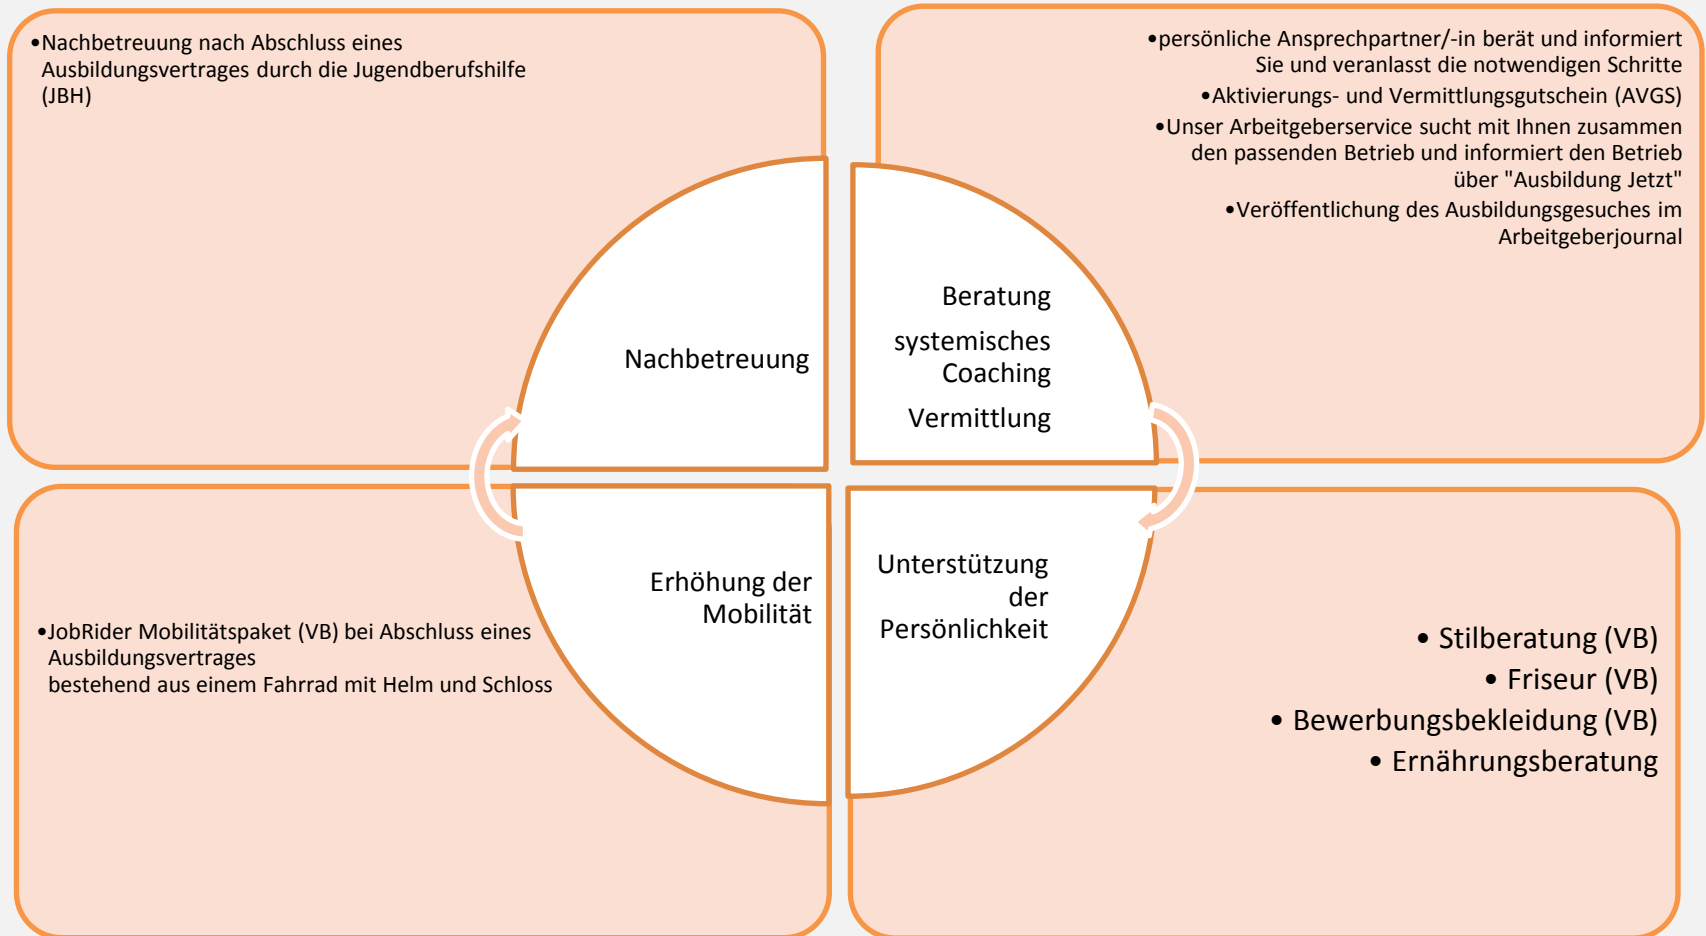 •Nachbetreuung nach Abschluss eines
Ausbildungsvertrages durch die Jugendberufshilfe
(JBH)
•persönliche Ansprechpartner/-in berät und informiert
Sie und veranlasst die notwendigen Schritte
•Aktivierungs- und Vermittlungsgutschein (AVGS)
•Unser Arbeitgeberservice sucht mit Ihnen zusammen
den passenden Betrieb und informiert den Betrieb
über "Ausbildung Jetzt"
•Veröffentlichung des Ausbildungsgesuches im
Arbeitgeberjournal
Nachbetreuung
Beratung
systemisches
Coaching
Vermittlung
Erhöhung der
Mobilität
Unterstützung
der
Persönlichkeit
•JobRider Mobilitätspaket (VB) bei Abschluss eines
Ausbildungsvertrages
bestehend aus einem Fahrrad mit Helm und Schloss
• Stilberatung (VB)
• Friseur (VB)
• Bewerbungsbekleidung (VB)
• Ernährungsberatung